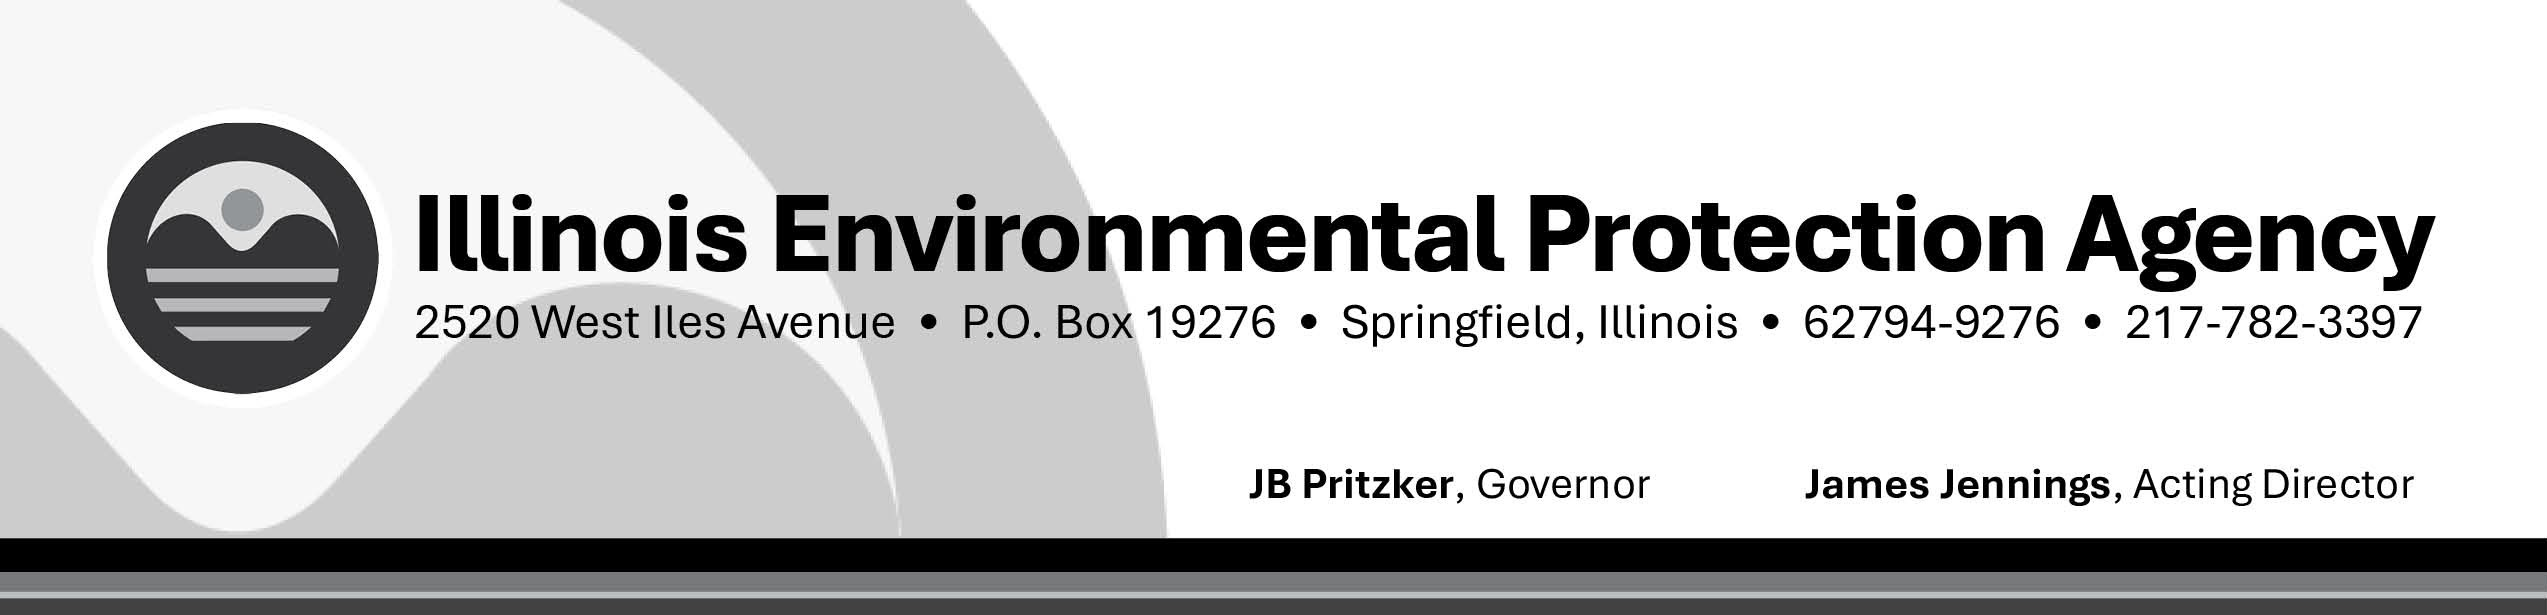 Illinois Environmental Protection Agency
2520 West Iles Avenue • P.O. Box 19276 • Springfield, Illinois • 62794-9276 • 217-782-3397
JB Pritzker, Governor James Jennings, Acting Director